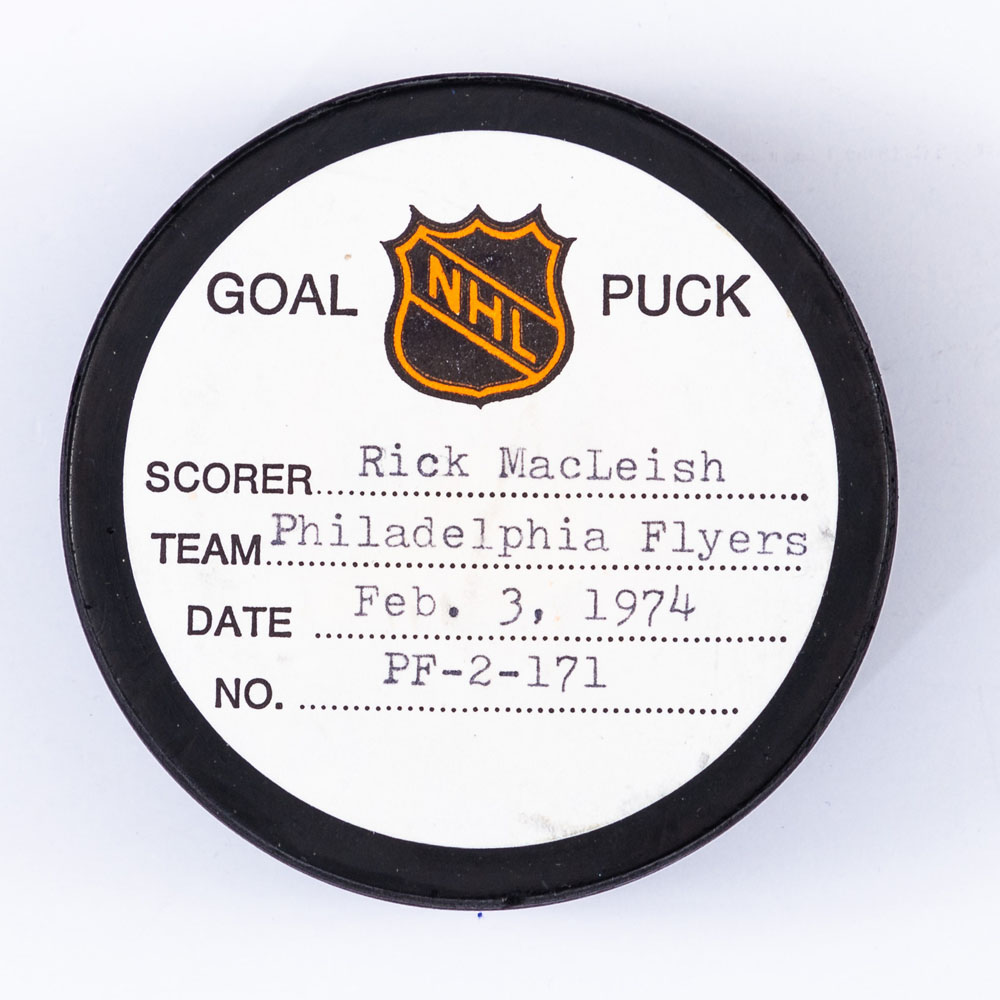 GOAL NHL PUCK
SCORER Rick MacLeish
TEAM Philadelphia Flyers
DATE Feb. 3, 1974
NO. PF-2-171